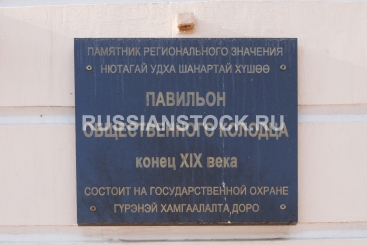 ПАМЯТНИК РЕГИОНАЛЬНОГО ЗНАЧЕНИЯ
НЮТАГАЙ УДХА ШАНАРТАЙ ХҮШӨӨ
ПАВИЛЬОН
RUSSIANSTOCK.RU
ОБЩЕСТВЕННОГО КОЛОДЦА
конец XIX века
СОСТОИТ НА ГОСУДАРСТВЕННОЙ ОХРАНЕ
ГҮРЭНЭЙ ХАМГААЛАЛТА ДОРО